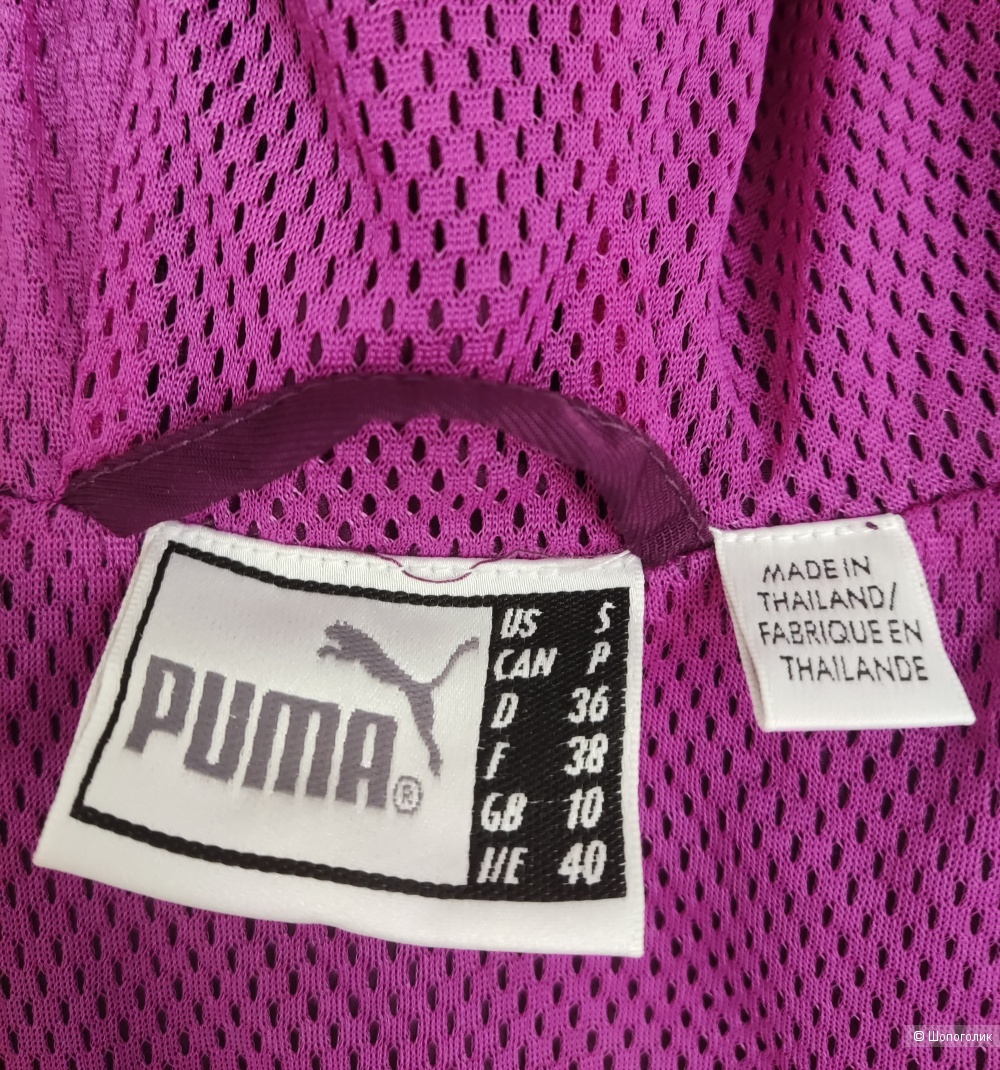 PUMA®
US S
CAN P
D 36
F 38
GB 10
I/E 40
MADE IN
THAILAND/
FABRIQUE EN
THAILANDE
© Шопоголик